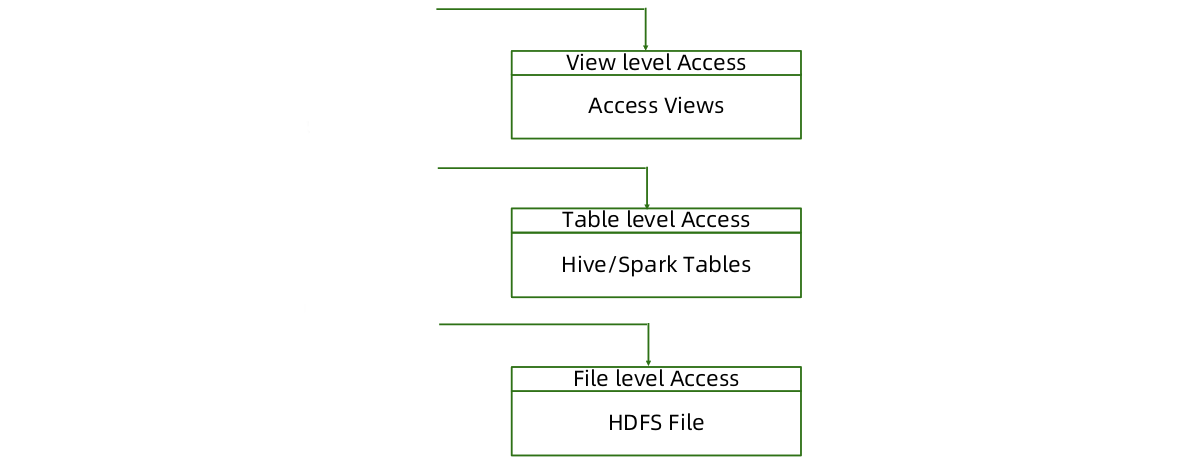 View level Access
Access Views
Table level Access
Hive/Spark Tables
File level Access
HDFS File